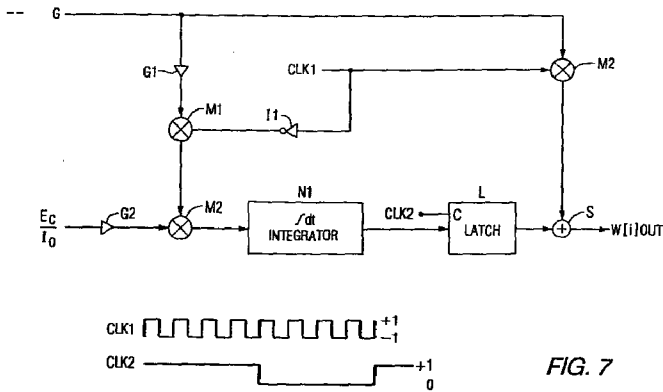 -- G
G1
CLK1
M2
M1
I1
E_C
I_0
G2
M2
N1
∫dt
INTEGRATOR
CLK2
C
L
LATCH
S
W[i]OUT
CLK1 +1
-1
CLK2 +1
0
FIG. 7